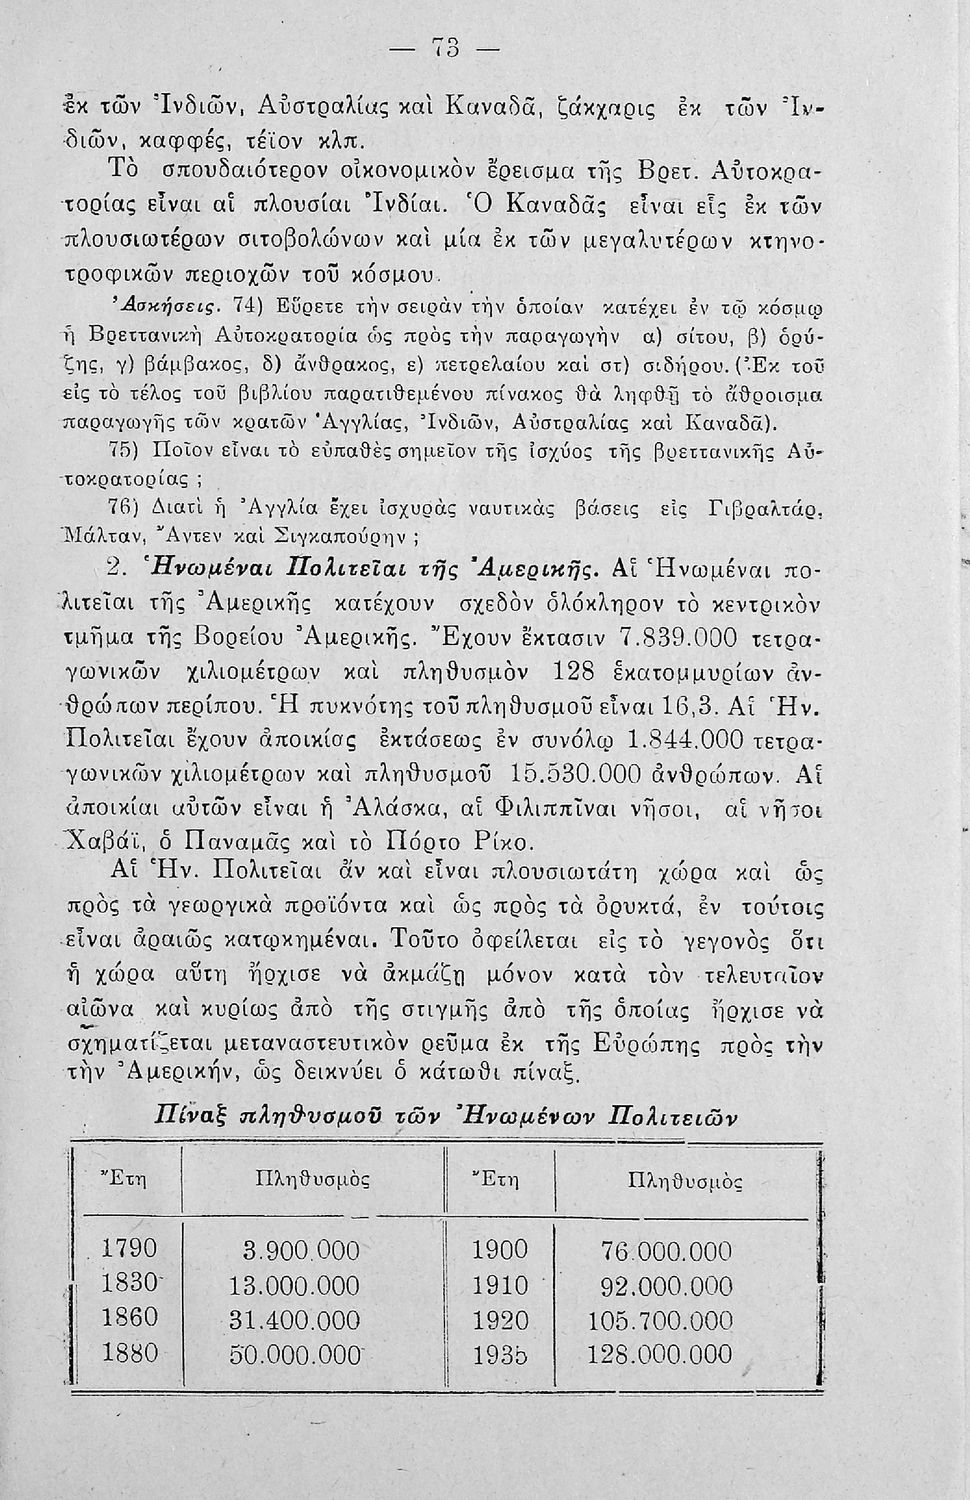 — 73 —
ἐκ τῶν Ἰνδιῶν, Αὐστραλίας καὶ Καναδᾶ, ζάκχαρις ἐκ τῶν Ἰν-
διῶν, καφφές, τέϊον κλπ.
Τὸ σπουδαιότερον οἰκονομικὸν ἔρεισμα τῆς Βρετ. Αὐτοκρα-
τορίας εἶναι αἱ πλουσίαι Ἰνδίαι. Ὁ Καναδᾶς εἶναι εἷς ἐκ τῶν
πλουσιωτέρων σιτοβολώνων καὶ μία ἐκ τῶν μεγαλυτέρων κτηνο-
τροφικῶν περιοχῶν τοῦ κόσμου.
Ἀσκήσεις. 74) Εὕρετε τὴν σειρὰν τὴν ὁποίαν κατέχει ἐν τῷ κόσμῳ
ἡ Βρεττανικὴ Αὐτοκρατορία ὡς πρὸς τὴν παραγωγὴν α) σίτου, β) ὀρύ-
ζης, γ) βάμβακος, δ) ἄνθρακος, ε) πετρελαίου καὶ στ) σιδήρου. (Ἐκ τοῦ
εἰς τὸ τέλος τοῦ βιβλίου παρατιθεμένου πίνακος θὰ ληφθῇ τὸ ἄθροισμα
παραγωγῆς τῶν κρατῶν Ἀγγλίας, Ἰνδιῶν, Αὐστραλίας καὶ Καναδᾶ).
75) Ποῖον εἶναι τὸ εὐπαθὲς σημεῖον τῆς ἰσχύος τῆς βρεττανικῆς Αὐ-
τοκρατορίας ;
76) Διατὶ ἡ Ἀγγλία ἔχει ἰσχυρὰς ναυτικὰς βάσεις εἰς Γιβραλτάρ,
Μάλταν, Ἄντεν καὶ Σιγκαπούρην ;
2. Ἡνωμέναι Πολιτεῖαι τῆς Ἀμερικῆς. Αἱ Ἡνωμέναι πο-
λιτεῖαι τῆς Ἀμερικῆς κατέχουν σχεδὸν ὁλόκληρον τὸ κεντρικὸν
τμῆμα τῆς Βορείου Ἀμερικῆς. Ἔχουν ἔκτασιν 7.839.000 τετρα-
γωνικῶν χιλιομέτρων καὶ πληθυσμὸν 128 ἑκατομμυρίων ἀν-
θρώπων περίπου. Ἡ πυκνότης τοῦ πληθυσμοῦ εἶναι 16,3. Αἱ Ἡν.
Πολιτεῖαι ἔχουν ἀποικίας ἐκτάσεως ἐν συνόλῳ 1.844.000 τετρα-
γωνικῶν χιλιομέτρων καὶ πληθυσμοῦ 15.530.000 ἀνθρώπων. Αἱ
ἀποικίαι αὐτῶν εἶναι ἡ Ἀλάσκα, αἱ Φιλιππῖναι νῆσοι, αἱ νῆσοι
Χαβάϊ, ὁ Παναμᾶς καὶ τὸ Πόρτο Ρίκο.
Αἱ Ἡν. Πολιτεῖαι ἂν καὶ εἶναι πλουσιωτάτη χώρα καὶ ὡς
πρὸς τὰ γεωργικὰ προϊόντα καὶ ὡς πρὸς τὰ ὀρυκτά, ἐν τούτοις
εἶναι ἀραιῶς κατῳκημέναι. Τοῦτο ὀφείλεται εἰς τὸ γεγονὸς ὅτι
ἡ χώρα αὕτη ἤρχισε νὰ ἀκμάζῃ μόνον κατὰ τὸν τελευταῖον
αἰῶνα καὶ κυρίως ἀπὸ τῆς στιγμῆς ἀπὸ τῆς ὁποίας ἤρχισε νὰ
σχηματίζεται μεταναστευτικὸν ρεῦμα ἐκ τῆς Εὐρώπης πρὸς τὴν
τὴν Ἀμερικήν, ὡς δεικνύει ὁ κάτωθι πίναξ.
Πίναξ πληθυσμοῦ τῶν Ἡνωμένων Πολιτειῶν
Ἔτη Πληθυσμὸς Ἔτη Πληθυσμὸς
1790 3.900.000 1900 76.000.000
1830 13.000.000 1910 92.000.000
1860 31.400.000 1920 105.700.000
1880 50.000.000 1935 128.000.000